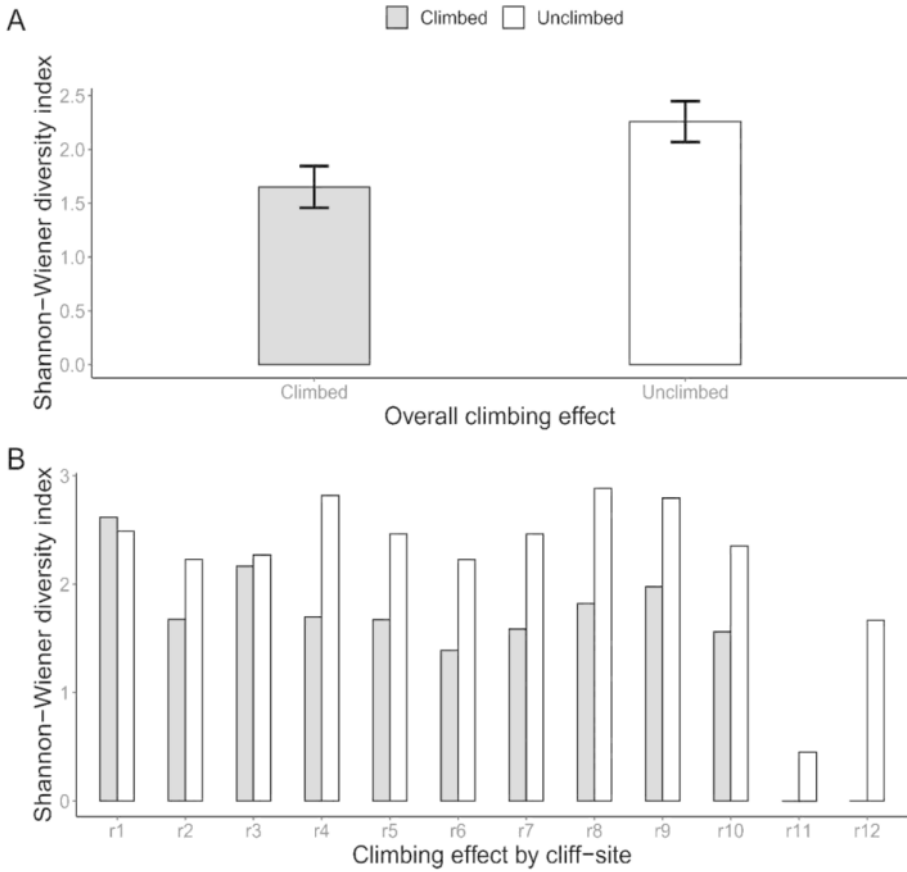 A
Climbed Unclimbed
Shannon−Wiener diversity index
2.5
2.0
1.5
1.0
0.5
0.0
Climbed Unclimbed
Overall climbing effect
B
Shannon−Wiener diversity index
3
2
1
0
r1 r2 r3 r4 r5 r6 r7 r8 r9 r10 r11 r12
Climbing effect by cliff−site